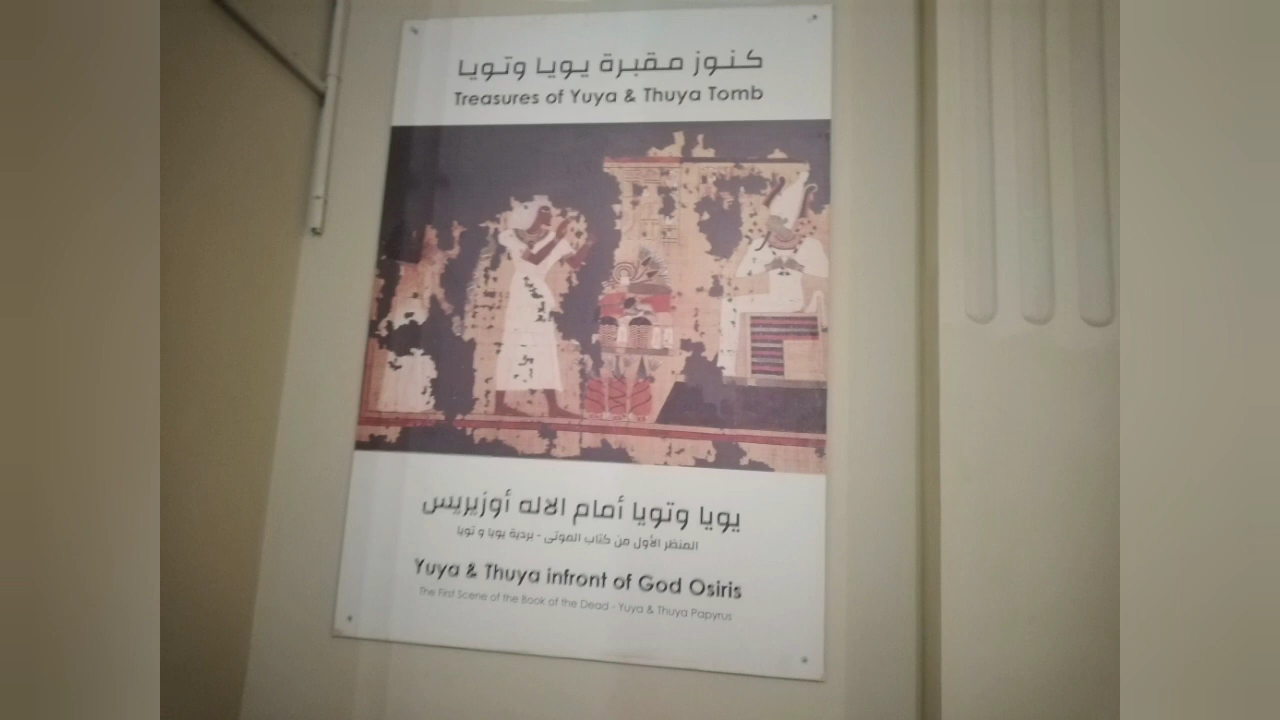 كنوز مقبرة يويا وتويا
Treasures of Yuya & Thuya Tomb
يويا وتويا أمام الاله أوزيريس
المنظر الأول من كتاب الموتى - بردية يويا و تويا
Yuya & Thuya infront of God Osiris
The First Scene of the Book of the Dead - Yuya & Thuya Papyrus